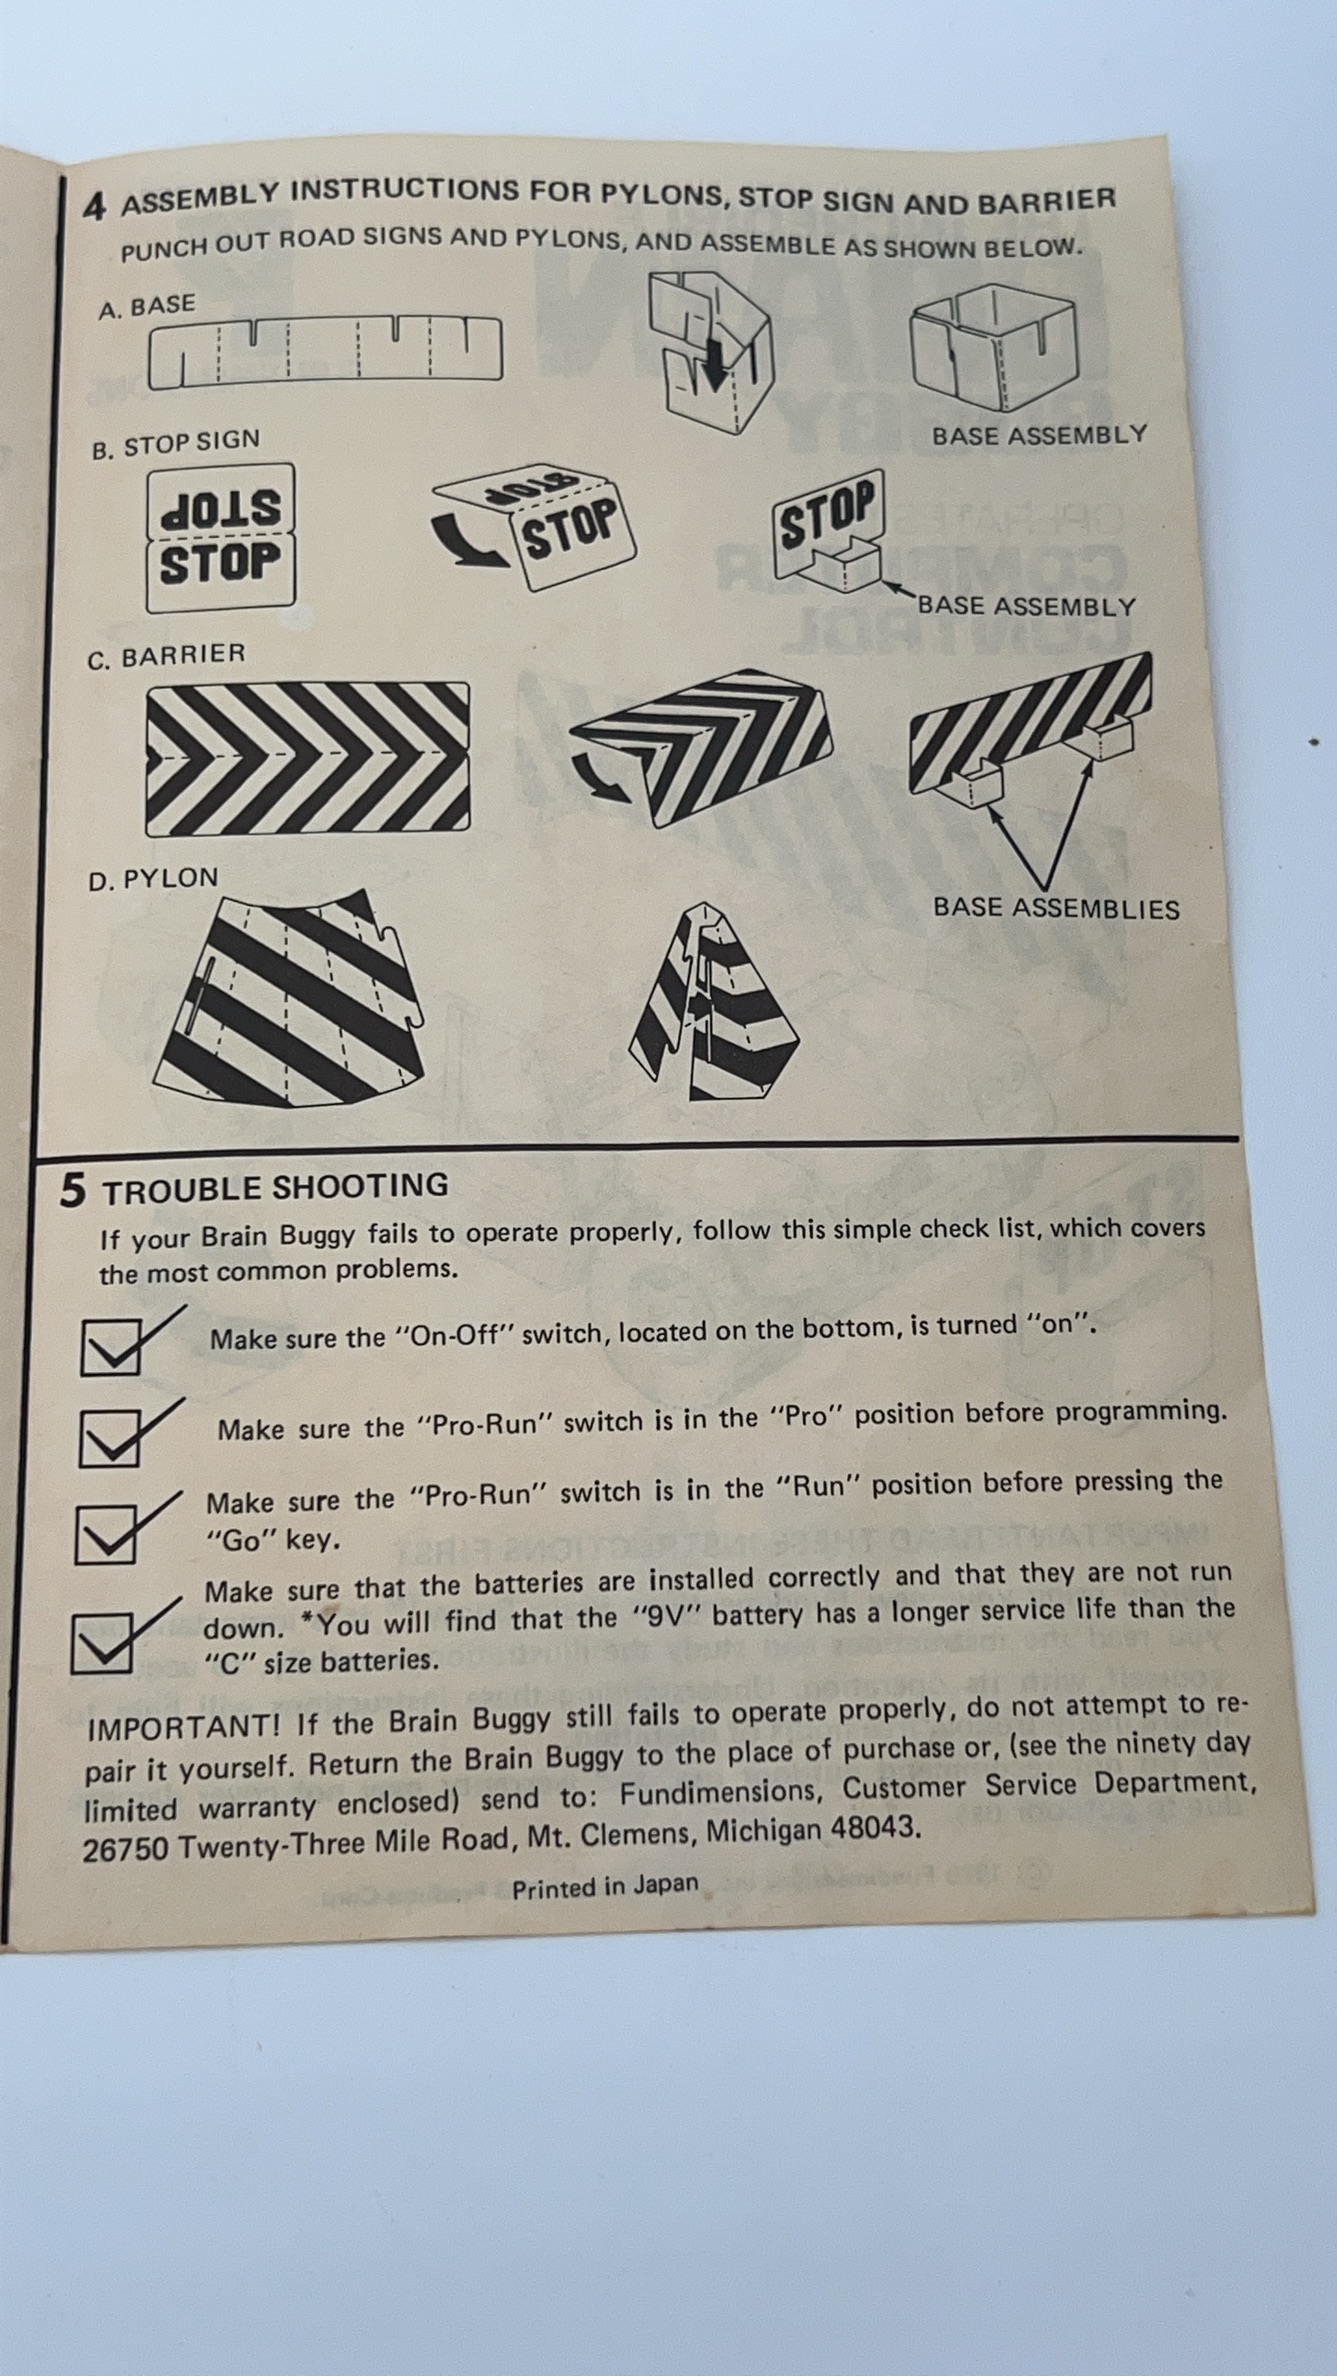 4 ASSEMBLY INSTRUCTIONS FOR PYLONS, STOP SIGN AND BARRIER
PUNCH OUT ROAD SIGNS AND PYLONS, AND ASSEMBLE AS SHOWN BELOW.
A. BASE
BASE ASSEMBLY
B. STOP SIGN
STOP
STOP
STOP
STOP
STOP
BASE ASSEMBLY
C. BARRIER
BASE ASSEMBLIES
D. PYLON
5 TROUBLE SHOOTING
If your Brain Buggy fails to operate properly, follow this simple check list, which covers
the most common problems.
Make sure the "On-Off" switch, located on the bottom, is turned "on".
Make sure the "Pro-Run" switch is in the "Pro" position before programming.
Make sure the "Pro-Run" switch is in the "Run" position before pressing the
"Go" key.
Make sure that the batteries are installed correctly and that they are not run
down. *You will find that the "9V" battery has a longer service life than the
"C" size batteries.
IMPORTANT! If the Brain Buggy still fails to operate properly, do not attempt to re-
pair it yourself. Return the Brain Buggy to the place of purchase or, (see the ninety day
limited warranty enclosed) send to: Fundimensions, Customer Service Department,
26750 Twenty-Three Mile Road, Mt. Clemens, Michigan 48043.
Printed in Japan